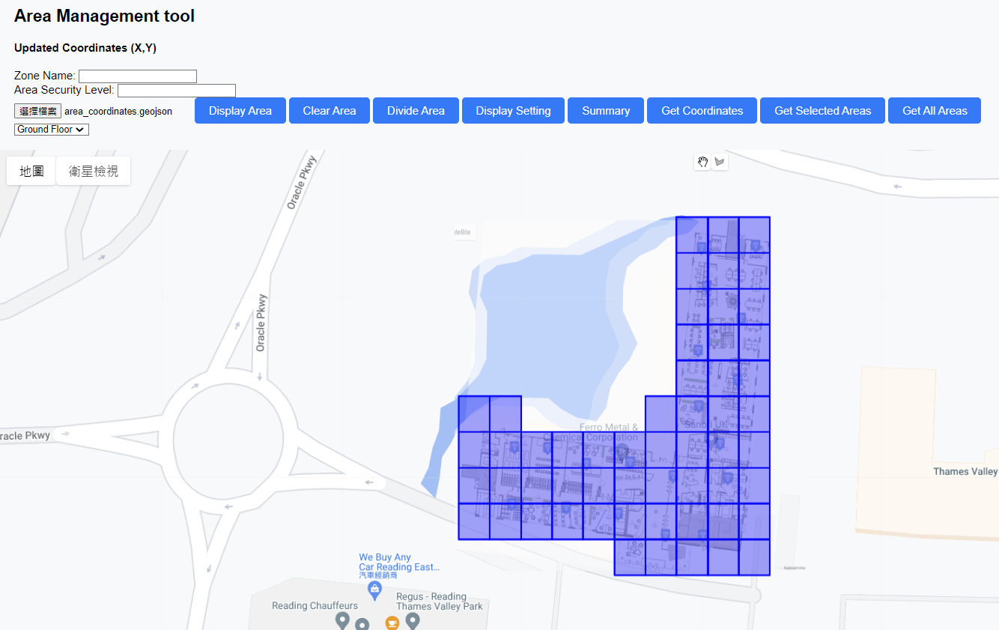 Area Management tool
Updated Coordinates (X,Y)
Zone Name:
Area Security Level:
選擇檔案 area_coordinates.geojson
Display Area
Clear Area
Divide Area
Display Setting
Summary
Get Coordinates
Get Selected Areas
Get All Areas
Ground Floor
地圖
衛星檢視
Oracle Pkwy
tellite
Oracle Pkwy
racle Pkwy
Ferro Metal &
Chemical Corporation
Thames Valley
We Buy Any
Car Reading East...
汽車經銷商
Reading Chauffeurs
Regus - Reading
Thames Valley Park